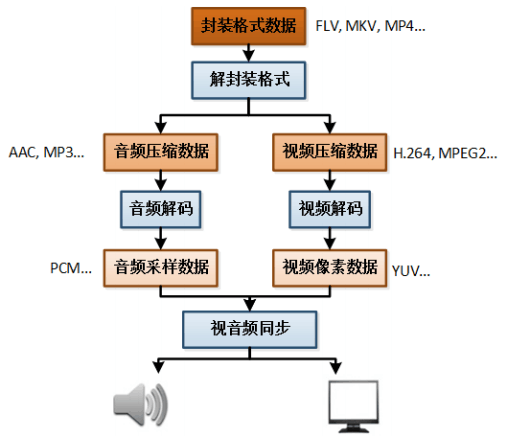 封装格式数据 FLV, MKV, MP4...
解封装格式
AAC, MP3... 音频压缩数据 视频压缩数据 H.264, MPEG2...
音频解码 视频解码
PCM... 音频采样数据 视频像素数据 YUV...
视音频同步